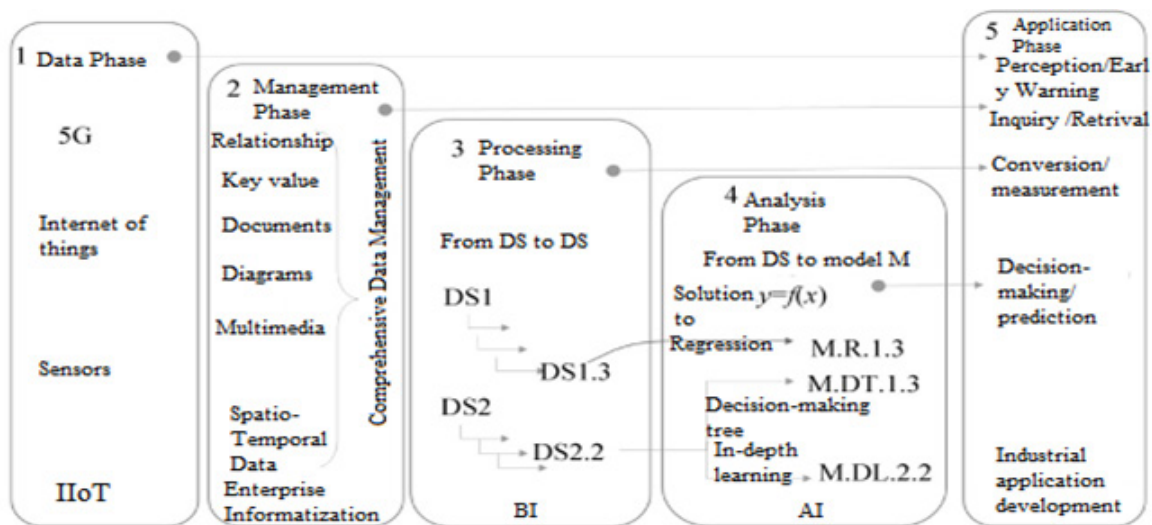 1 Data Phase
5G
Internet of
things
Sensors
IIoT
2 Management
Phase
Relationship
Key value
Documents
Diagrams
Multimedia
Spatio-
Temporal
Data
Enterprise
Informatization
Comprehensive Data Management
3 Processing
Phase
From DS to DS
DS1
DS1.3
DS2
DS2.2
BI
4 Analysis
Phase
From DS to model M
Solution y=f(x)
to
Regression
M.R.1.3
M.DT.1.3
Decision-making
tree
In-depth
learning
M.DL.2.2
AI
5 Application
Phase
Perception/Earl
y Warning
Inquiry /Retrival
Conversion/
measurement
Decision-
making/
prediction
Industrial
application
development